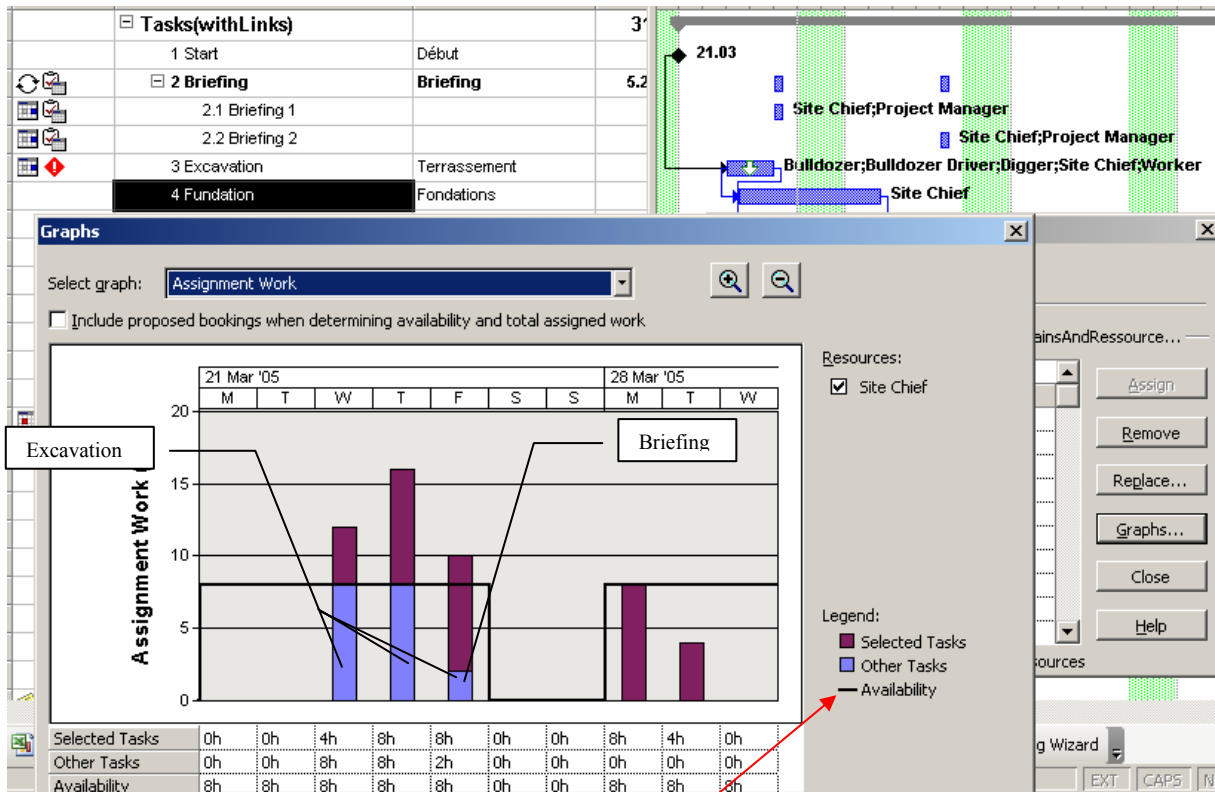 Tasks(withLinks) 31
1 Start Début 21.03
2 Briefing Briefing 5.2
2.1 Briefing 1 Site Chief;Project Manager
2.2 Briefing 2 Site Chief;Project Manager
3 Excavation Terrassement Bulldozer;Bulldozer Driver;Digger;Site Chief;Worker
4 Fundation Fondations Site Chief
Graphs
Select graph: Assignment Work
Include proposed bookings when determining availability and total assigned work
21 Mar '05 28 Mar '05
M T W T F S S M T W
20
15
10
5
0
Assignment Work
Excavation
Briefing
Resources:
Site Chief
Legend:
Selected Tasks
Other Tasks
Availability
Selected Tasks 0h 0h 4h 8h 8h 0h 0h 8h 4h 0h
Other Tasks 0h 0h 8h 8h 2h 0h 0h 0h 0h 0h
Availability 8h 8h 8h 8h 8h 0h 0h 8h 8h 8h
ainsAndRessource...
Assign
Remove
Replace...
Graphs...
Close
Help
sources
g Wizard
EXT CAPS N